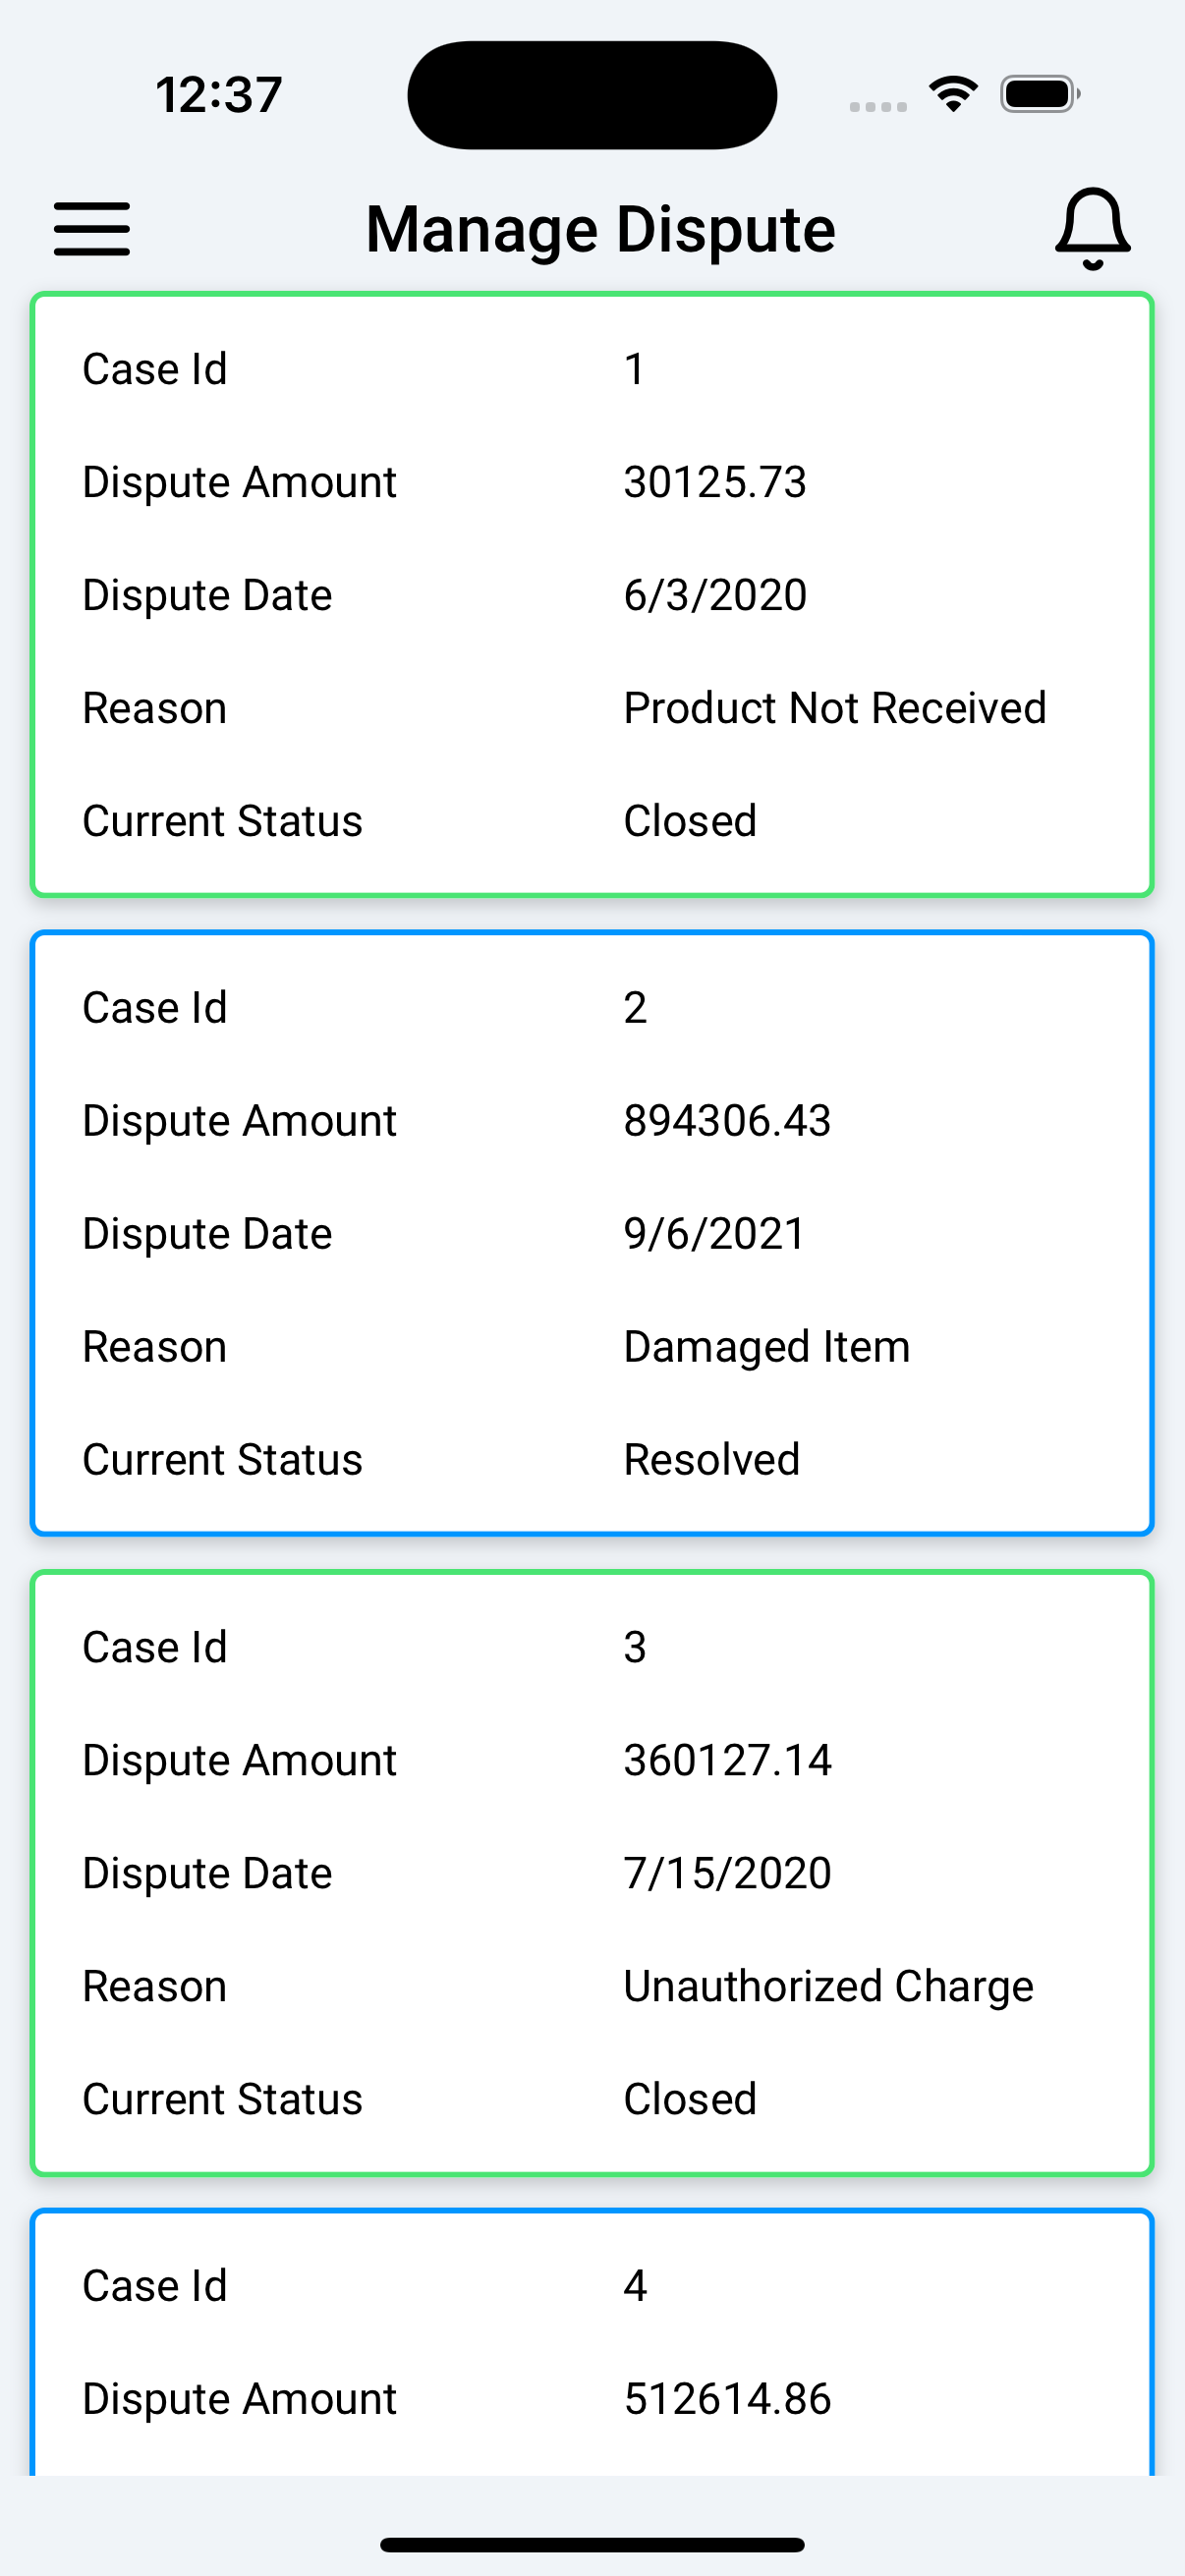 12:37
Manage Dispute
Case Id 1
Dispute Amount 30125.73
Dispute Date 6/3/2020
Reason Product Not Received
Current Status Closed
Case Id 2
Dispute Amount 894306.43
Dispute Date 9/6/2021
Reason Damaged Item
Current Status Resolved
Case Id 3
Dispute Amount 360127.14
Dispute Date 7/15/2020
Reason Unauthorized Charge
Current Status Closed
Case Id 4
Dispute Amount 512614.86